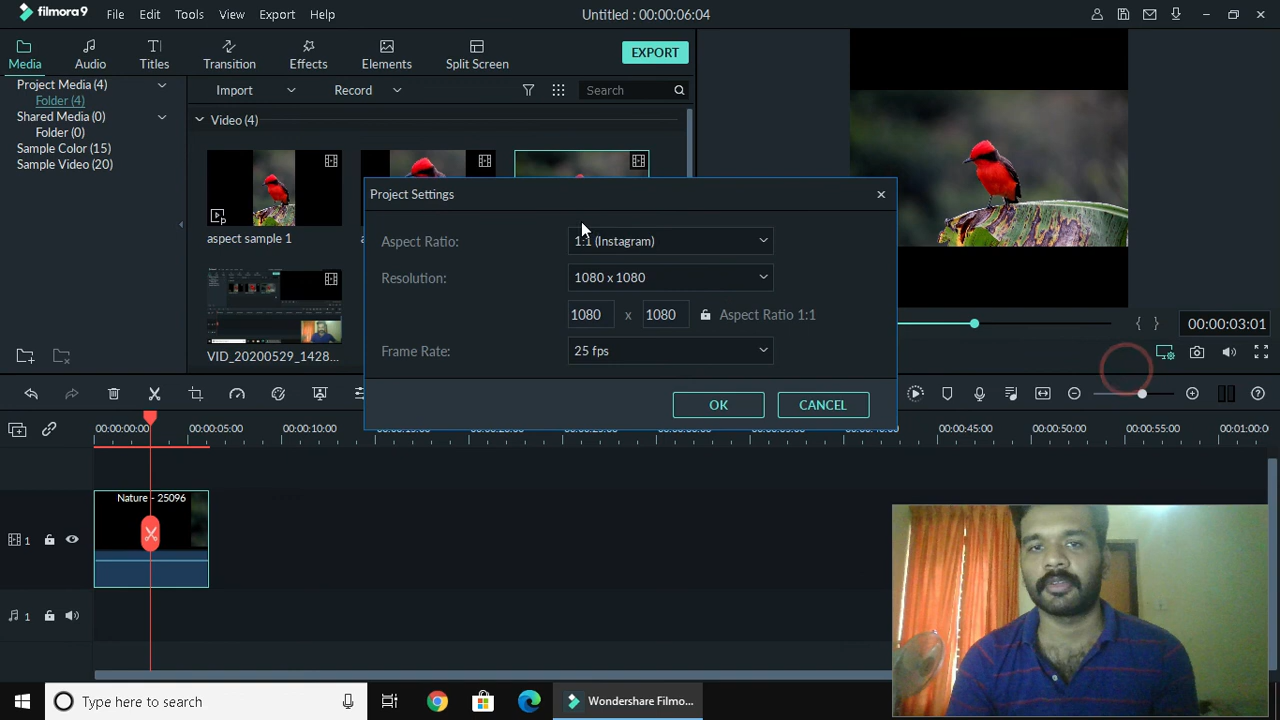 filmora9 File Edit Tools View Export Help Untitled : 00:00:06:04
Media Audio Titles Transition Effects Elements Split Screen EXPORT
Project Media (4)
Folder (4)
Shared Media (0)
Folder (0)
Sample Color (15)
Sample Video (20)
Import Record Search
Video (4)
aspect sample 1
VID_20200529_1428...
Project Settings
Aspect Ratio: 1:1 (Instagram)
Resolution: 1080 x 1080
1080 x 1080 Aspect Ratio 1:1
Frame Rate: 25 fps
OK CANCEL
{ } 00:00:03:01
00:00:00:00 00:00:05:00 00:00:10:00 00:00:45:00 00:00:50:00 00:00:55:00 00:01:00:0
Nature - 25096
1
1
Type here to search Wondershare Filmo...